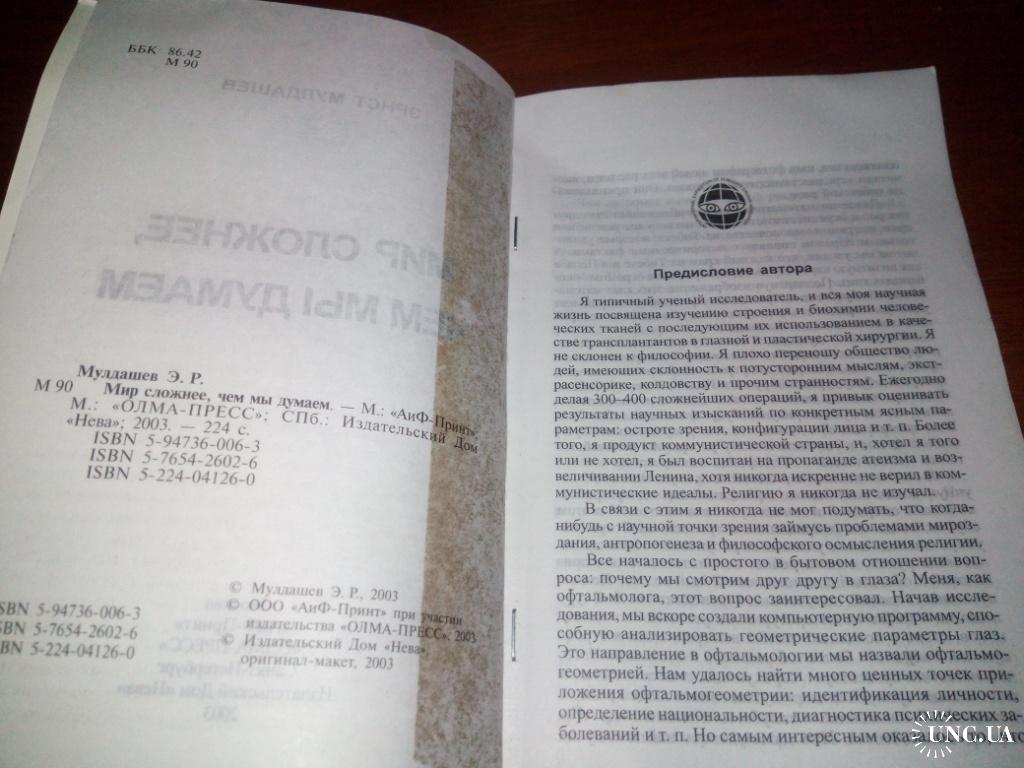 ББК 86.42
М 90
Мулдашев Э. Р.
М 90 Мир сложнее, чем мы думаем. — М.: «АиФ-Принт»,
М.: «ОЛМА-ПРЕСС»; СПб.: Издательский Дом
«Нева»; 2003. — 224 с.
ISBN 5-94736-006-3
ISBN 5-7654-2602-6
ISBN 5-224-04126-0
© Мулдашев Э. Р., 2003
© ООО «АиФ-Принт» при участии
издательства «ОЛМА-ПРЕСС», 2003
© Издательский Дом «Нева»,
оригинал-макет, 2003
ISBN 5-94736-006-3
ISBN 5-7654-2602-6
ISBN 5-224-04126-0
Предисловие автора
Я типичный ученый исследователь, и вся моя научная
жизнь посвящена изучению строения и биохимии челове-
ческих тканей с последующим их использованием в каче-
стве трансплантантов в глазной и пластической хирургии. Я
не склонен к философии. Я плохо переношу общество лю-
дей, имеющих склонность к потусторонним мыслям, экст-
расенсорике, колдовству и прочим странностям. Ежегодно
делая 300–400 сложнейших операций, я привык оценивать
результаты научных изысканий по конкретным ясным па-
раметрам: остроте зрения, конфигурации лица и т. п. Более
того, я продукт коммунистической страны, и, хотел я того
или не хотел, я был воспитан на пропаганде атеизма и воз-
величивании Ленина, хотя никогда искренне не верил в ком-
мунистические идеалы. Религию я никогда не изучал.
В связи с этим я никогда не мог подумать, что когда-
нибудь с научной точки зрения займусь проблемами мироз-
дания, антропогенеза и философского осмысления религии.
Все началось с простого в бытовом отношении воп-
роса: почему мы смотрим друг другу в глаза? Меня, как
офтальмолога, этот вопрос заинтересовал. Начав иссле-
дования, мы вскоре создали компьютерную программу, спо-
собную анализировать геометрические параметры глаз.
Это направление в офтальмологии мы назвали офтальмо-
геометрией. Нам удалось найти много ценных точек при-
ложения офтальмогеометрии: идентификация личности,
определение национальности, диагностика психических за-
болеваний и т. п. Но самым интересным
UNC.UA